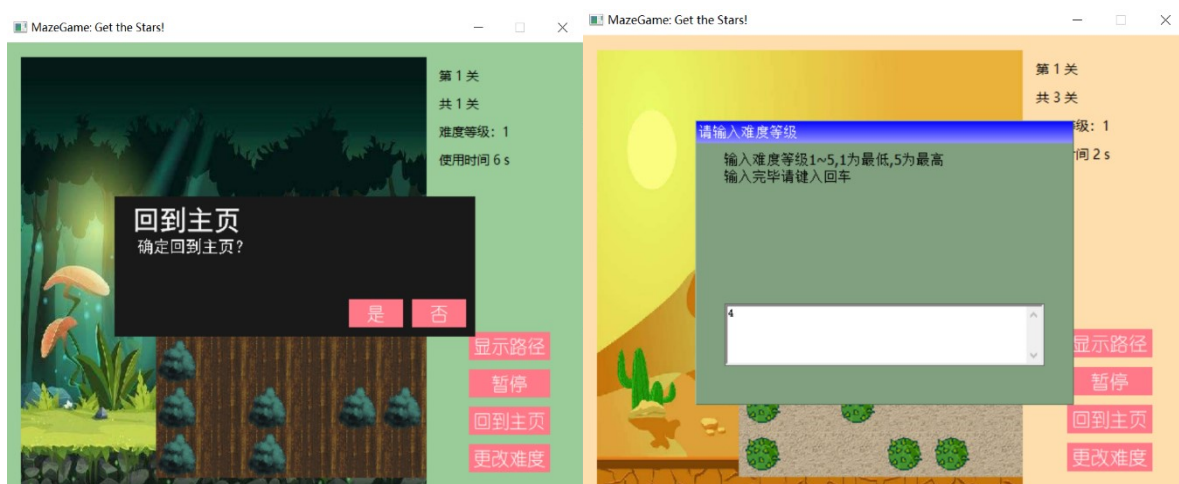 MazeGame: Get the Stars!
第 1 关
共 1 关
难度等级：1
使用时间 6 s
回到主页
确定回到主页？
是
否
显示路径
暂停
回到主页
更改难度
MazeGame: Get the Stars!
第 1 关
共 3 关
级：1
时间 2 s
请输入难度等级
输入难度等级1~5,1为最低,5为最高
输入完毕请键入回车
4
显示路径
暂停
回到主页
更改难度